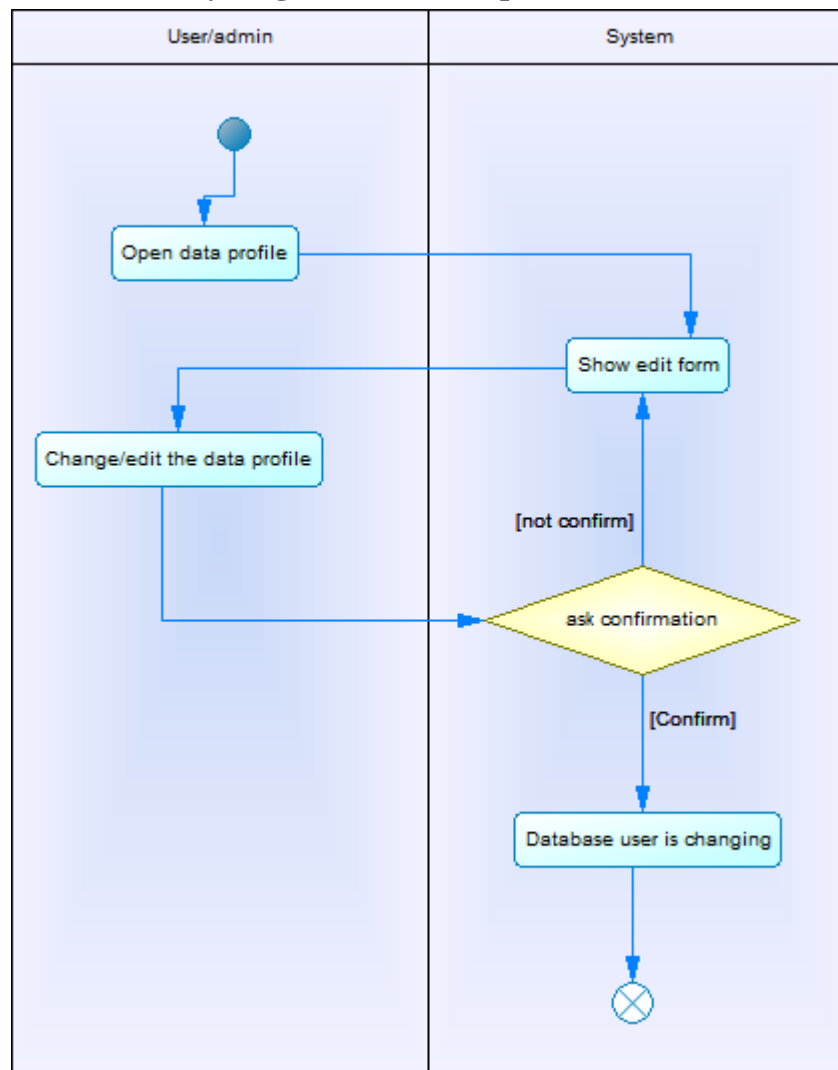 User/admin
System
Open data profile
Show edit form
Change/edit the data profile
[not confirm]
ask confirmation
[Confirm]
Database user is changing